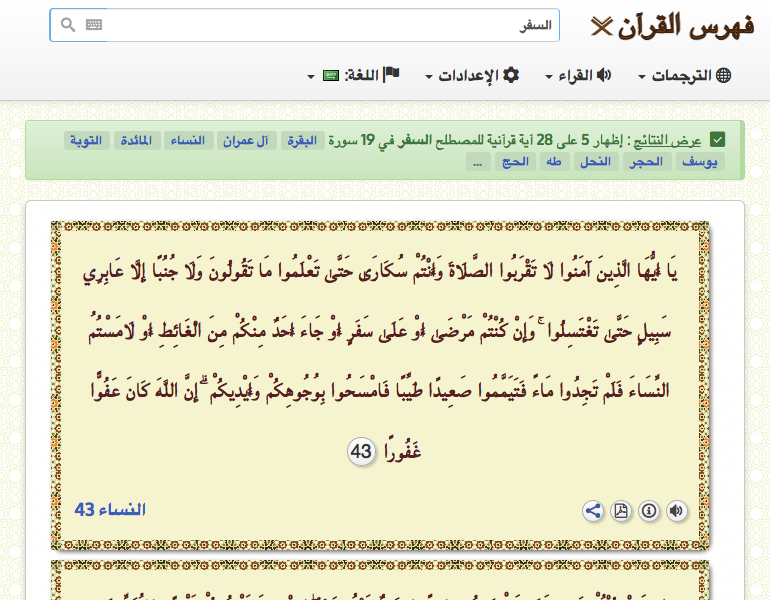 فهرس القرآن
السفر
الترجمات القراء الإعدادات اللغة:
عرض النتائج : إظهار 5 على 28 آية قرآنية للمصطلح السفر في 19 سورة البقرة آل عمران النساء المائدة التوبة
يوسف الحجر النحل طه الحج ...
يَا أَيُّهَا الَّذِينَ آمَنُوا لَا تَقْرَبُوا الصَّلَاةَ وَأَنْتُمْ سُكَارَىٰ حَتَّىٰ تَعْلَمُوا مَا تَقُولُونَ وَلَا جُنُبًا إِلَّا عَابِرِي
سَبِيلٍ حَتَّىٰ تَغْتَسِلُوا ۚ وَإِنْ كُنْتُمْ مَرْضَىٰ أَوْ عَلَىٰ سَفَرٍ أَوْ جَاءَ أَحَدٌ مِنْكُمْ مِنَ الْغَائِطِ أَوْ لَامَسْتُمُ
النِّسَاءَ فَلَمْ تَجِدُوا مَاءً فَتَيَمَّمُوا صَعِيدًا طَيِّبًا فَامْسَحُوا بِوُجُوهِكُمْ وَأَيْدِيكُمْ ۗ إِنَّ اللَّهَ كَانَ عَفُوًّا
غَفُورًا 43
النساء 43